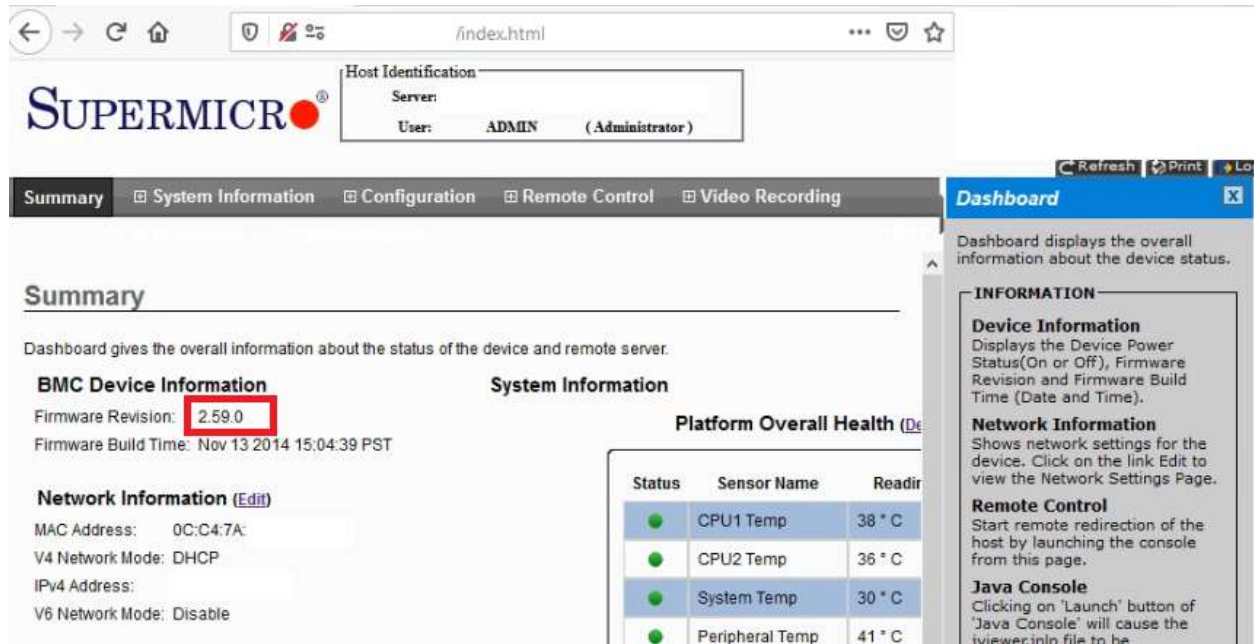 /index.html
Host Identification
SUPERMICRO®
Server:
User: ADMIN (Administrator)
Refresh Print
Summary System Information Configuration Remote Control Video Recording
Summary
Dashboard gives the overall information about the status of the device and remote server.
BMC Device Information
Firmware Revision: 2.59.0
Firmware Build Time: Nov 13 2014 15:04:39 PST
Network Information (Edit)
MAC Address: 0C:C4:7A:
V4 Network Mode: DHCP
IPv4 Address:
V6 Network Mode: Disable
System Information
Platform Overall Health (De
Status Sensor Name Readin
CPU1 Temp 38 ° C
CPU2 Temp 36 ° C
System Temp 30 ° C
Peripheral Temp 41 ° C
Dashboard
Dashboard displays the overall
information about the device status.
INFORMATION
Device Information
Displays the Device Power
Status(On or Off), Firmware
Revision and Firmware Build
Time (Date and Time).
Network Information
Shows network settings for the
device. Click on the link Edit to
view the Network Settings Page.
Remote Control
Start remote redirection of the
host by launching the console
from this page.
Java Console
Clicking on 'Launch' button of
'Java Console' will cause the
jviewer.jnlp file to be